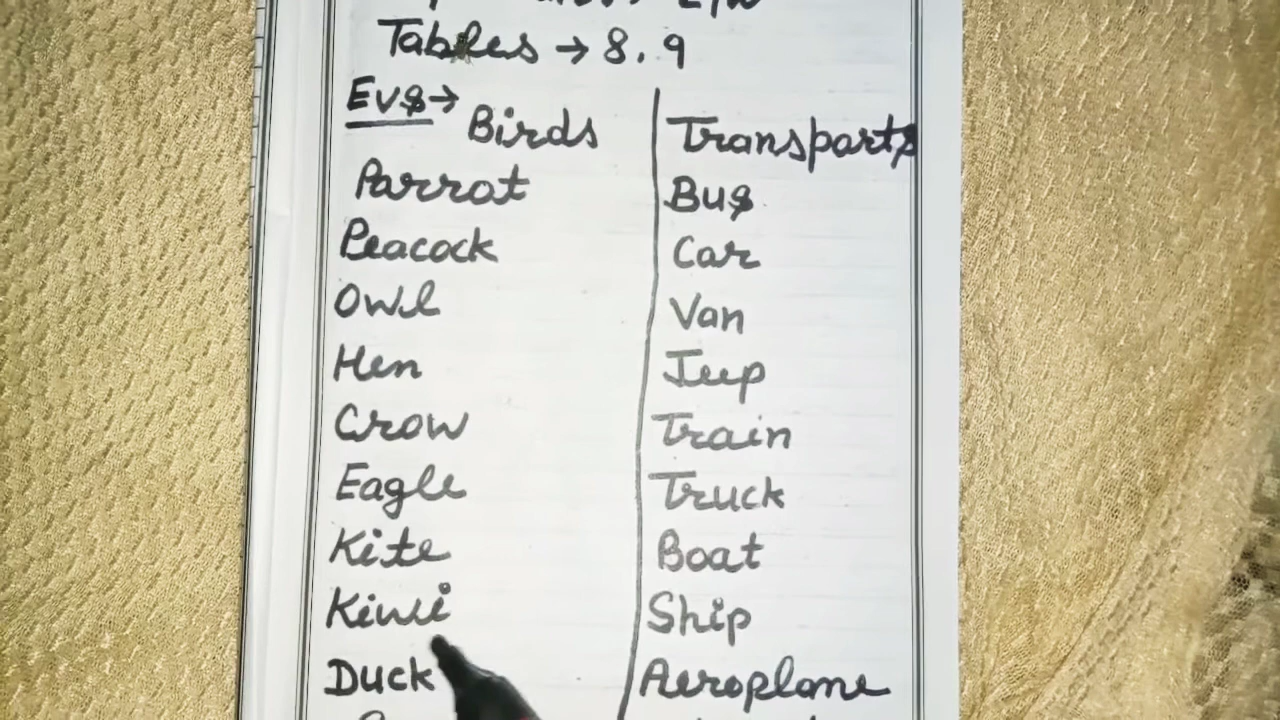 Tables → 8, 9
Evs → Birds
Parrot
Peacock
Owl
Hen
Crow
Eagle
Kite
Kiwi
Duck
Transports
Bus
Car
Van
Jeep
Train
Truck
Boat
Ship
Aeroplane